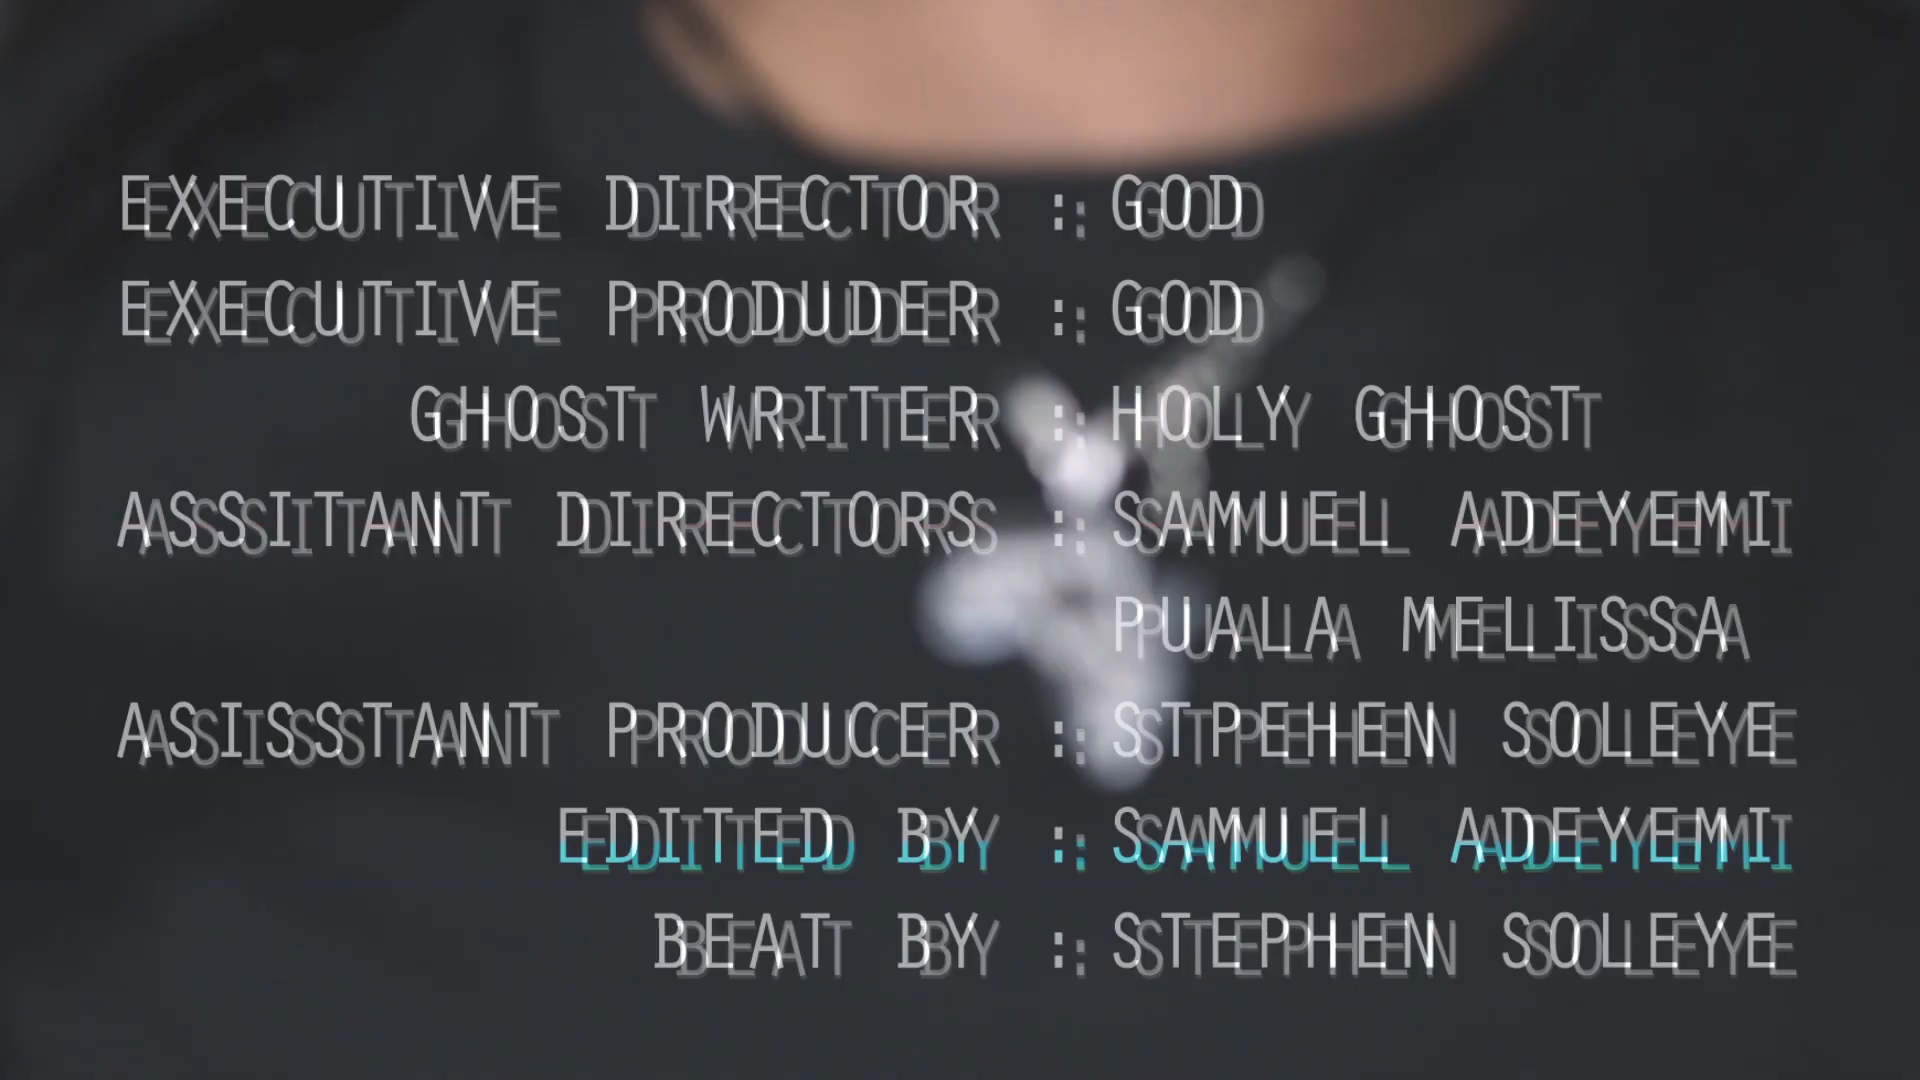 EXECUTIVE DIRECTOR : GOD
EXECUTIVE PRODUDER : GOD
GHOST WRITER : HOLY GHOST
ASSITANT DIRECTORS : SAMUEL ADEYEMI
PUALA MELISSA
ASISSTANT PRODUCER : STPEHEN SOLEYE
EDITED BY : SAMUEL ADEYEMI
BEAT BY : STEPHEN SOLEYE